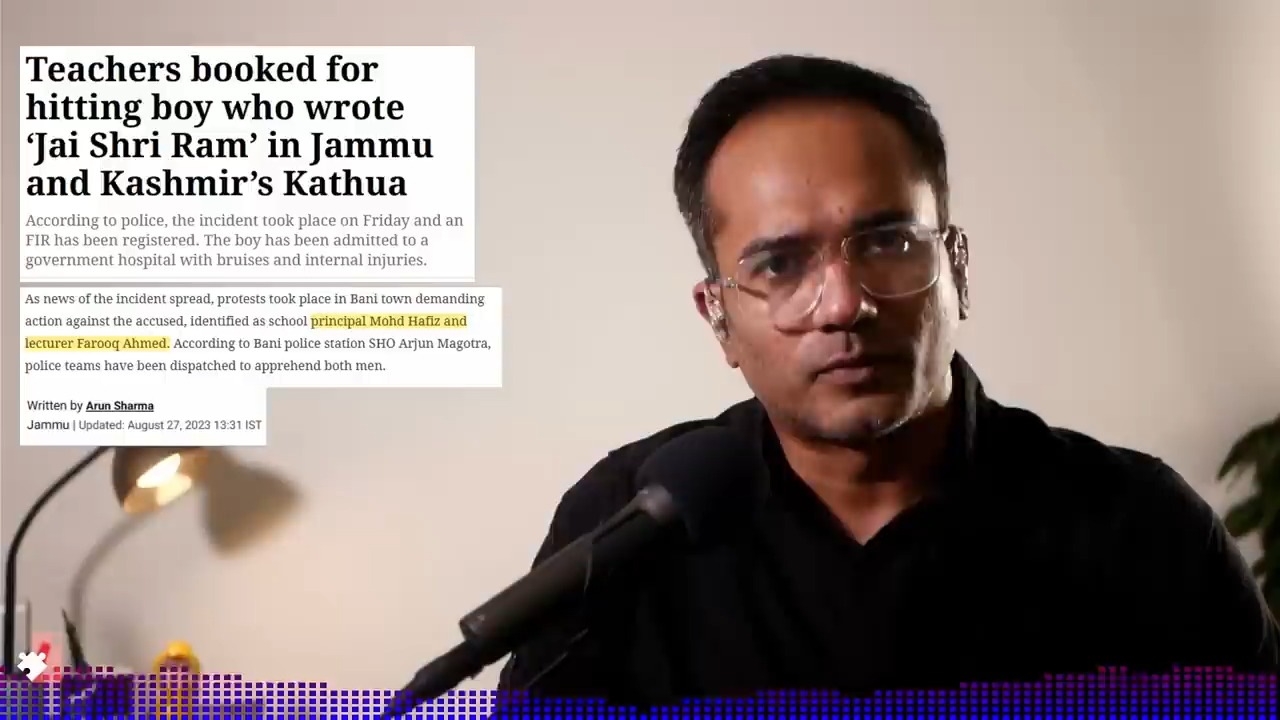 Teachers booked for
hitting boy who wrote
‘Jai Shri Ram’ in Jammu
and Kashmir’s Kathua
According to police, the incident took place on Friday and an
FIR has been registered. The boy has been admitted to a
government hospital with bruises and internal injuries.
As news of the incident spread, protests took place in Bani town demanding
action against the accused, identified as school principal Mohd Hafiz and
lecturer Farooq Ahmed. According to Bani police station SHO Arjun Magotra,
police teams have been dispatched to apprehend both men.
Written by Arun Sharma
Jammu | Updated: August 27, 2023 13:31 IST